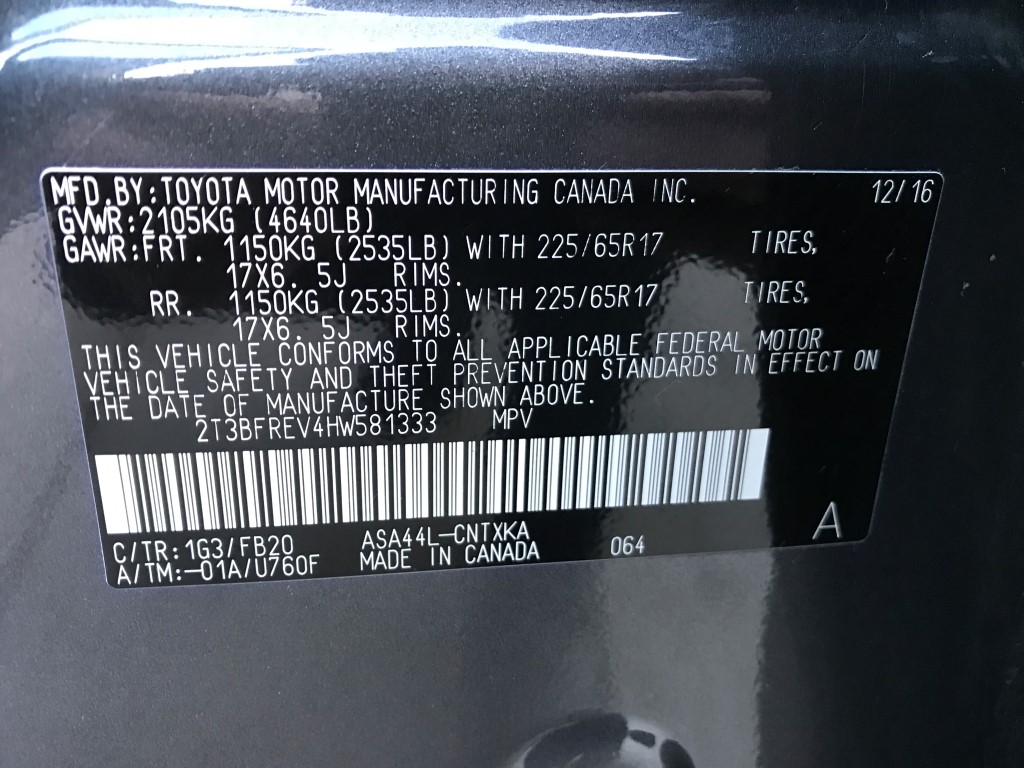 MFD.BY:TOYOTA MOTOR MANUFACTURING CANADA INC. 12/16
GVWR:2105KG (4640LB)
GAWR:FRT. 1150KG (2535LB) WITH 225/65R17 TIRES,
17X6.5J RIMS.
RR. 1150KG (2535LB) WITH 225/65R17 TIRES,
17X6.5J RIMS.
THIS VEHICLE CONFORMS TO ALL APPLICABLE FEDERAL MOTOR
VEHICLE SAFETY AND THEFT PREVENTION STANDARDS IN EFFECT ON
THE DATE OF MANUFACTURE SHOWN ABOVE.
2T3BFREV4HW581333 MPV
C/TR:1G3/FB20 ASA44L-CNTXKA 064 A
A/TM:-01A/U760F MADE IN CANADA